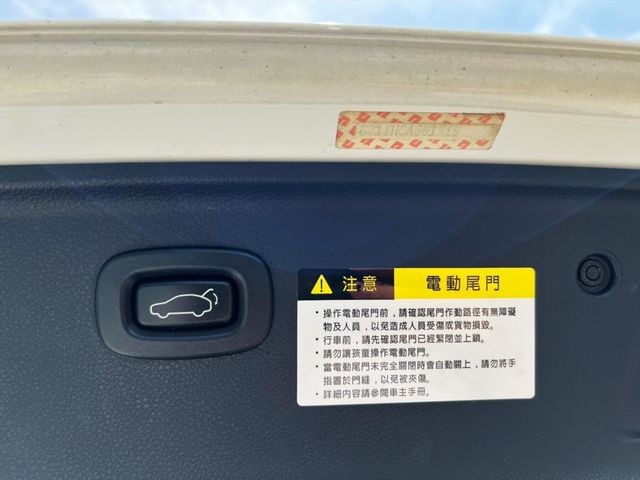 注意 電動尾門
・操作電動尾門前，請確認尾門作動路徑有無障礙
物及人員，以免造成人員受傷或貨物損毀。
・行車前，請先確認尾門已經緊閉並上鎖。
・請勿讓孩童操作電動尾門。
・當電動尾門未完全關閉時會自動關上，請勿將手
指置於門縫，以免被夾傷。
・詳細內容請參閱車主手冊。